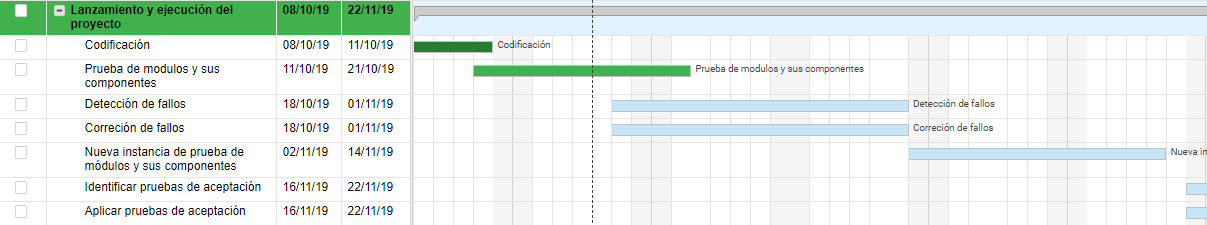 Lanzamiento y ejecución del proyecto 08/10/19 22/11/19
Codificación 08/10/19 11/10/19 Codificación
Prueba de modulos y sus componentes 11/10/19 21/10/19 Prueba de modulos y sus componentes
Detección de fallos 18/10/19 01/11/19 Detección de fallos
Correción de fallos 18/10/19 01/11/19 Correción de fallos
Nueva instancia de prueba de módulos y sus componentes 02/11/19 14/11/19 Nueva in
Identificar pruebas de aceptación 16/11/19 22/11/19
Aplicar pruebas de aceptación 16/11/19 22/11/19